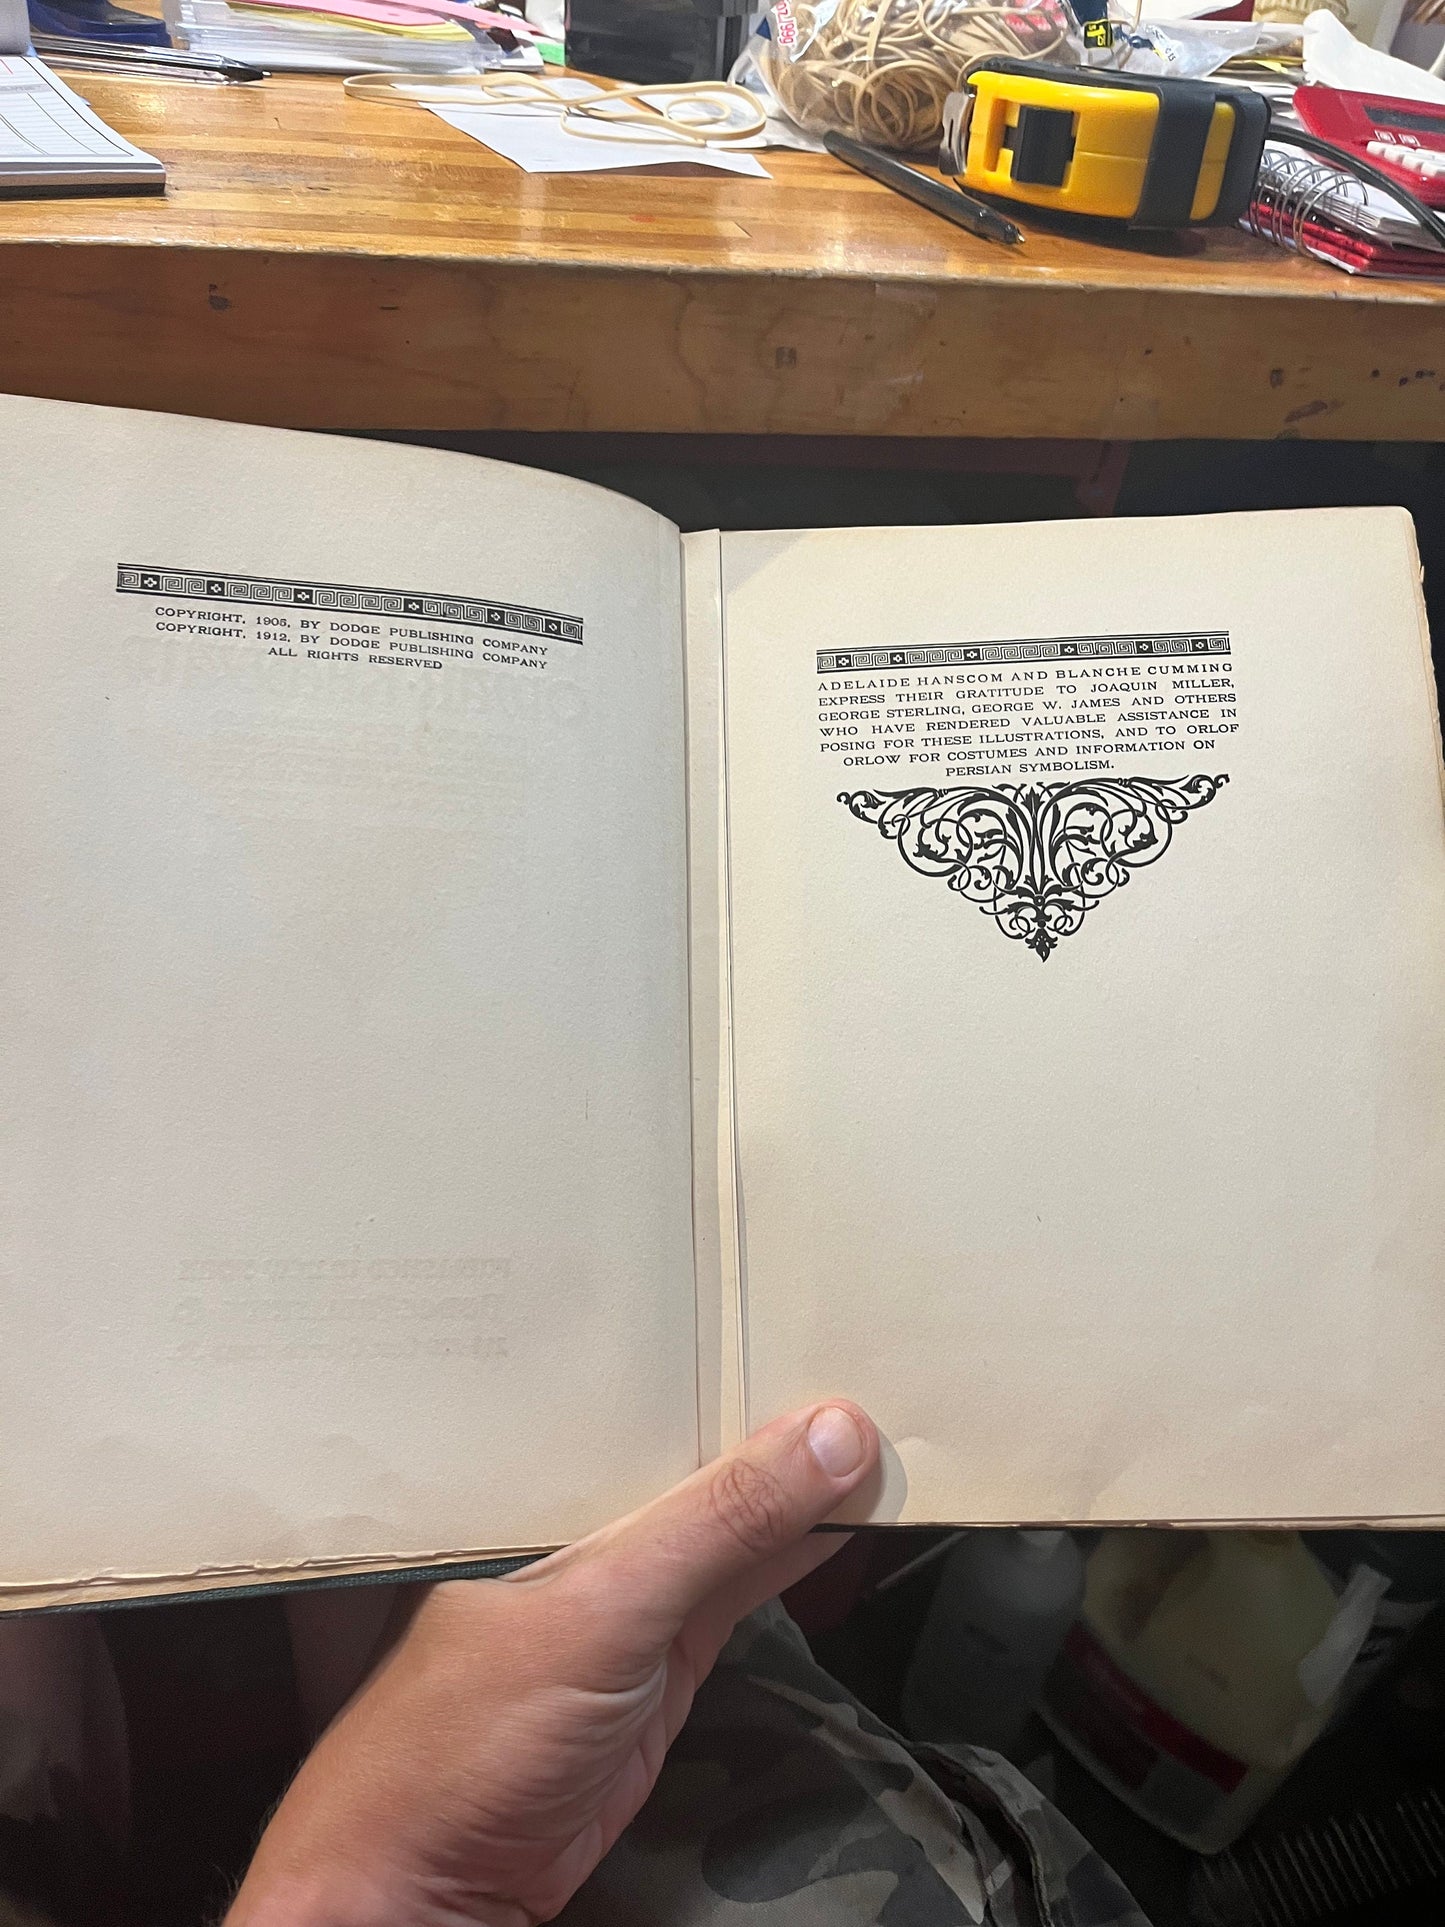 COPYRIGHT, 1905, BY DODGE PUBLISHING COMPANY
COPYRIGHT, 1912, BY DODGE PUBLISHING COMPANY
ALL RIGHTS RESERVED
ADELAIDE HANSCOM AND BLANCHE CUMMING
EXPRESS THEIR GRATITUDE TO JOAQUIN MILLER,
GEORGE STERLING, GEORGE W. JAMES AND OTHERS
WHO HAVE RENDERED VALUABLE ASSISTANCE IN
POSING FOR THESE ILLUSTRATIONS, AND TO ORLOF
ORLOW FOR COSTUMES AND INFORMATION ON
PERSIAN SYMBOLISM.